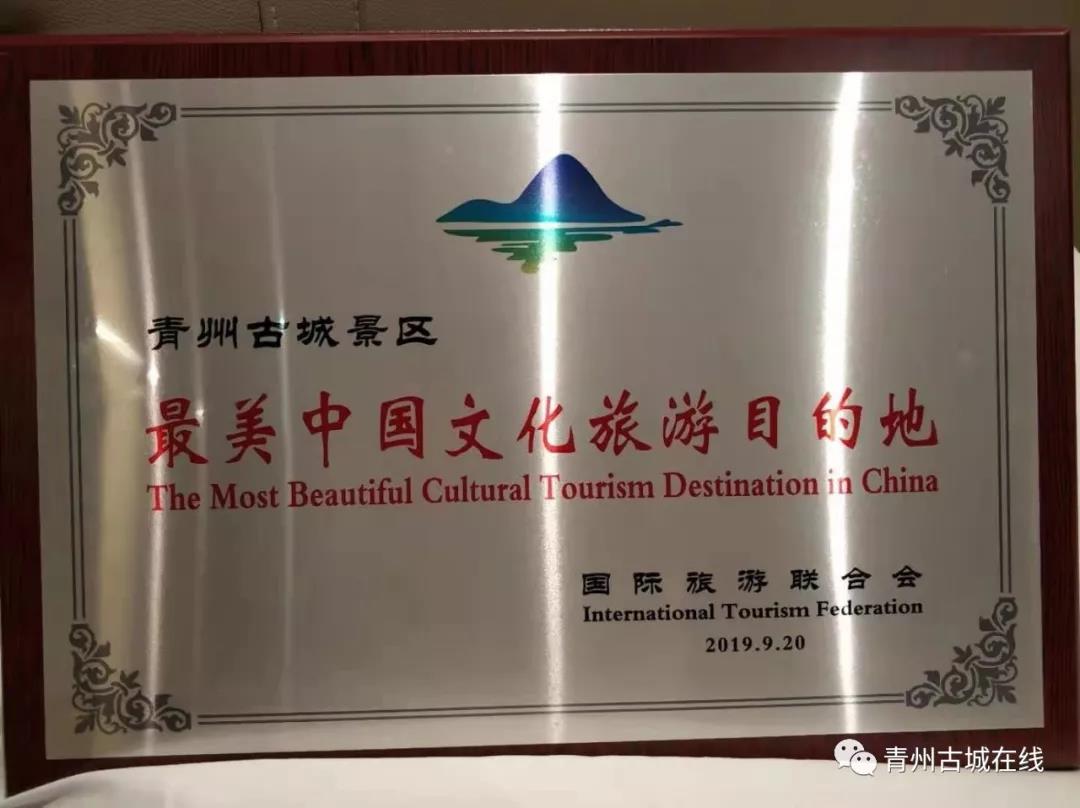 青州古城景区
最美中国文化旅游目的地
The Most Beautiful Cultural Tourism Destination in China
国际旅游联合会
International Tourism Federation
2019.9.20
青州古城在线